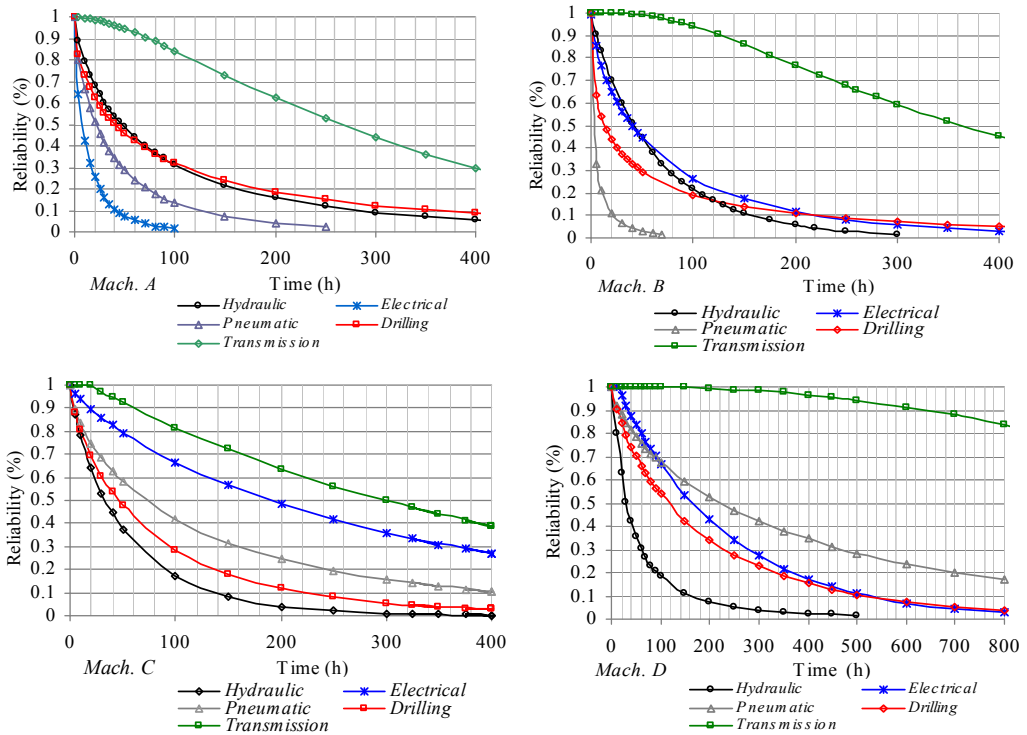 1
0.9
0.8
0.7
0.6
0.5
0.4
0.3
0.2
0.1
0
Reliability (%)
0 100 200 300 400
Mach. A Time (h)
Hydraulic Electrical
Pneumatic Drilling
Transmission
1
0.9
0.8
0.7
0.6
0.5
0.4
0.3
0.2
0.1
0
Reliability (%)
0 100 200 300 400
Mach. B Time (h)
Hydraulic Electrical
Pneumatic Drilling
Transmission
1
0.9
0.8
0.7
0.6
0.5
0.4
0.3
0.2
0.1
0
Reliability (%)
0 100 200 300 400
Mach. C Time (h)
Hydraulic Electrical
Pneumatic Drilling
Transmission
1
0.9
0.8
0.7
0.6
0.5
0.4
0.3
0.2
0.1
0
Reliability (%)
0 100 200 300 400 500 600 700 800
Mach. D Time (h)
Hydraulic Electrical
Pneumatic Drilling
Transmission